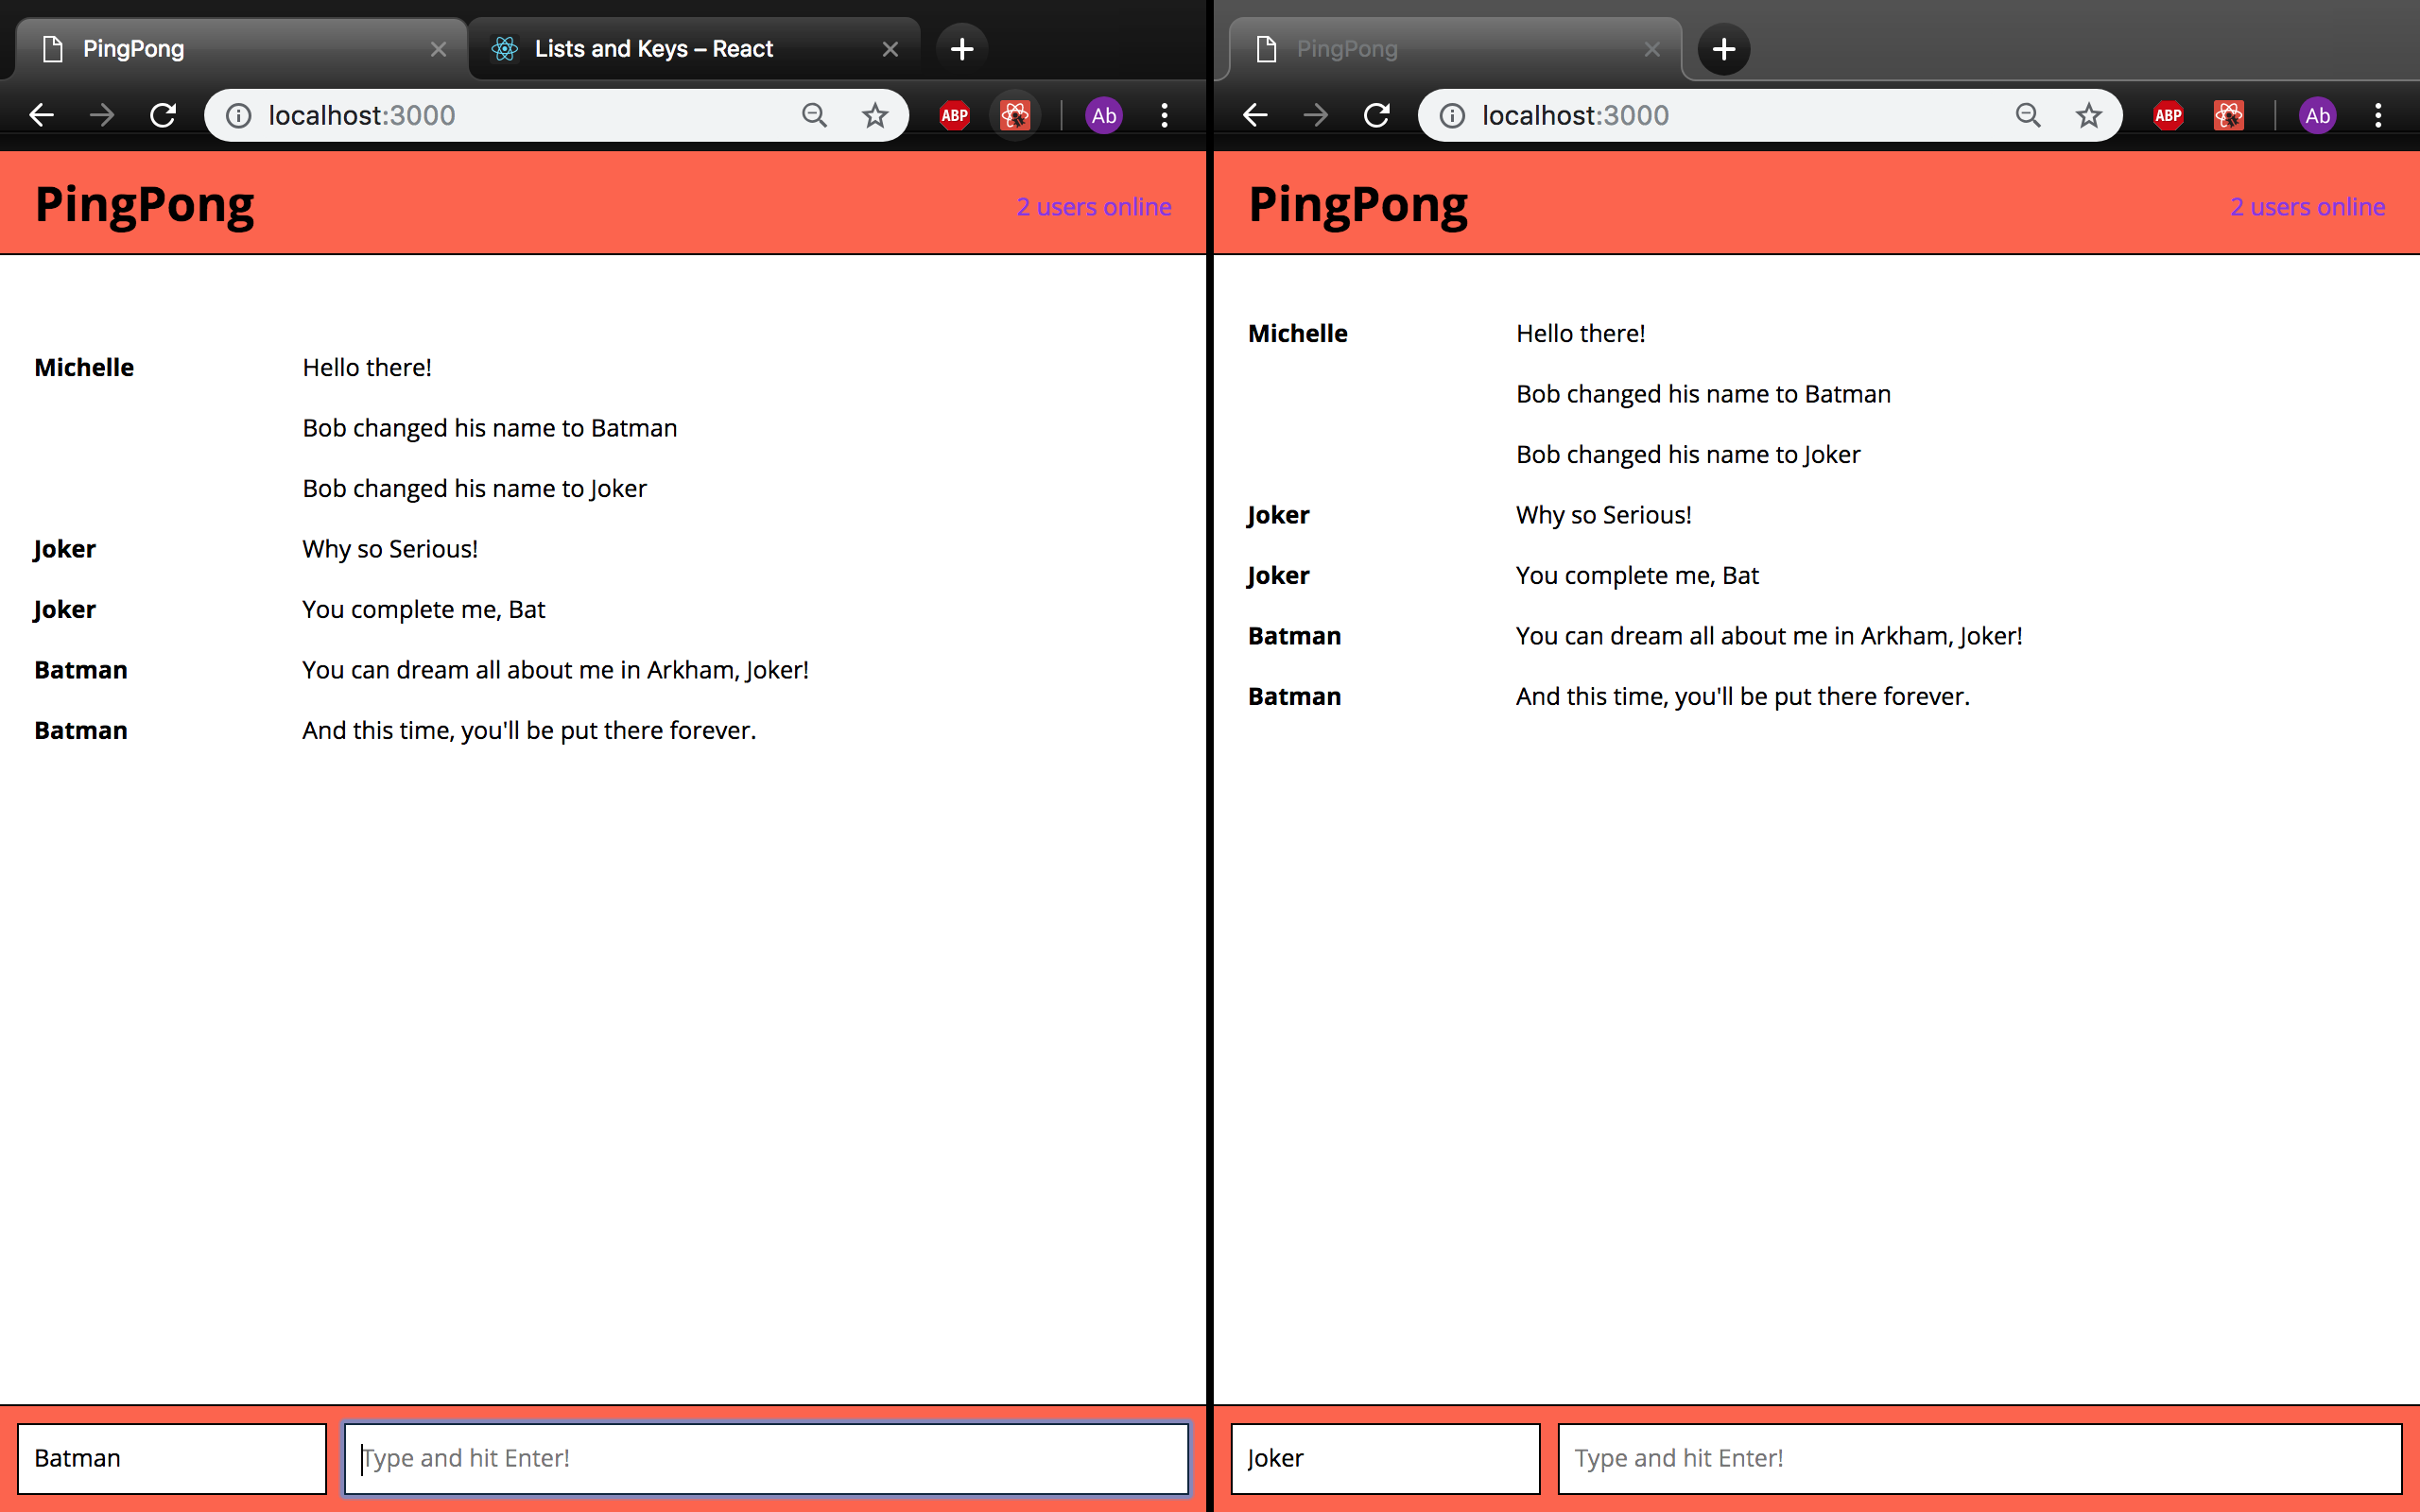 PingPong
Lists and Keys – React
localhost:3000
ABP
Ab
PingPong
2 users online
Michelle Hello there!
Bob changed his name to Batman
Bob changed his name to Joker
Joker Why so Serious!
Joker You complete me, Bat
Batman You can dream all about me in Arkham, Joker!
Batman And this time, you'll be put there forever.
Batman
Type and hit Enter!
PingPong
localhost:3000
ABP
Ab
PingPong
2 users online
Michelle Hello there!
Bob changed his name to Batman
Bob changed his name to Joker
Joker Why so Serious!
Joker You complete me, Bat
Batman You can dream all about me in Arkham, Joker!
Batman And this time, you'll be put there forever.
Joker
Type and hit Enter!